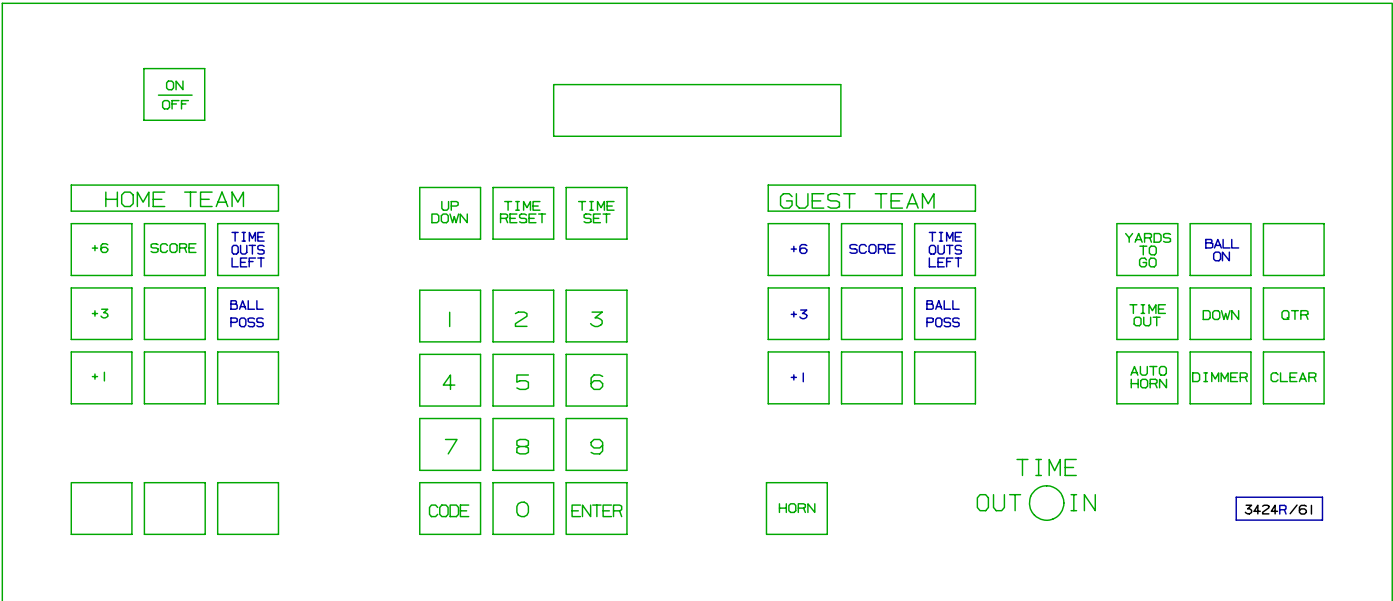 ON
OFF
HOME TEAM
+6
SCORE
TIME
OUTS
LEFT
+3
BALL
POSS
+1
UP
DOWN
TIME
RESET
TIME
SET
1
2
3
4
5
6
7
8
9
CODE
0
ENTER
GUEST TEAM
+6
SCORE
TIME
OUTS
LEFT
+3
BALL
POSS
+1
HORN
YARDS
TO
GO
BALL
ON
TIME
OUT
DOWN
QTR
AUTO
HORN
DIMMER
CLEAR
TIME
OUT IN
3424R/61